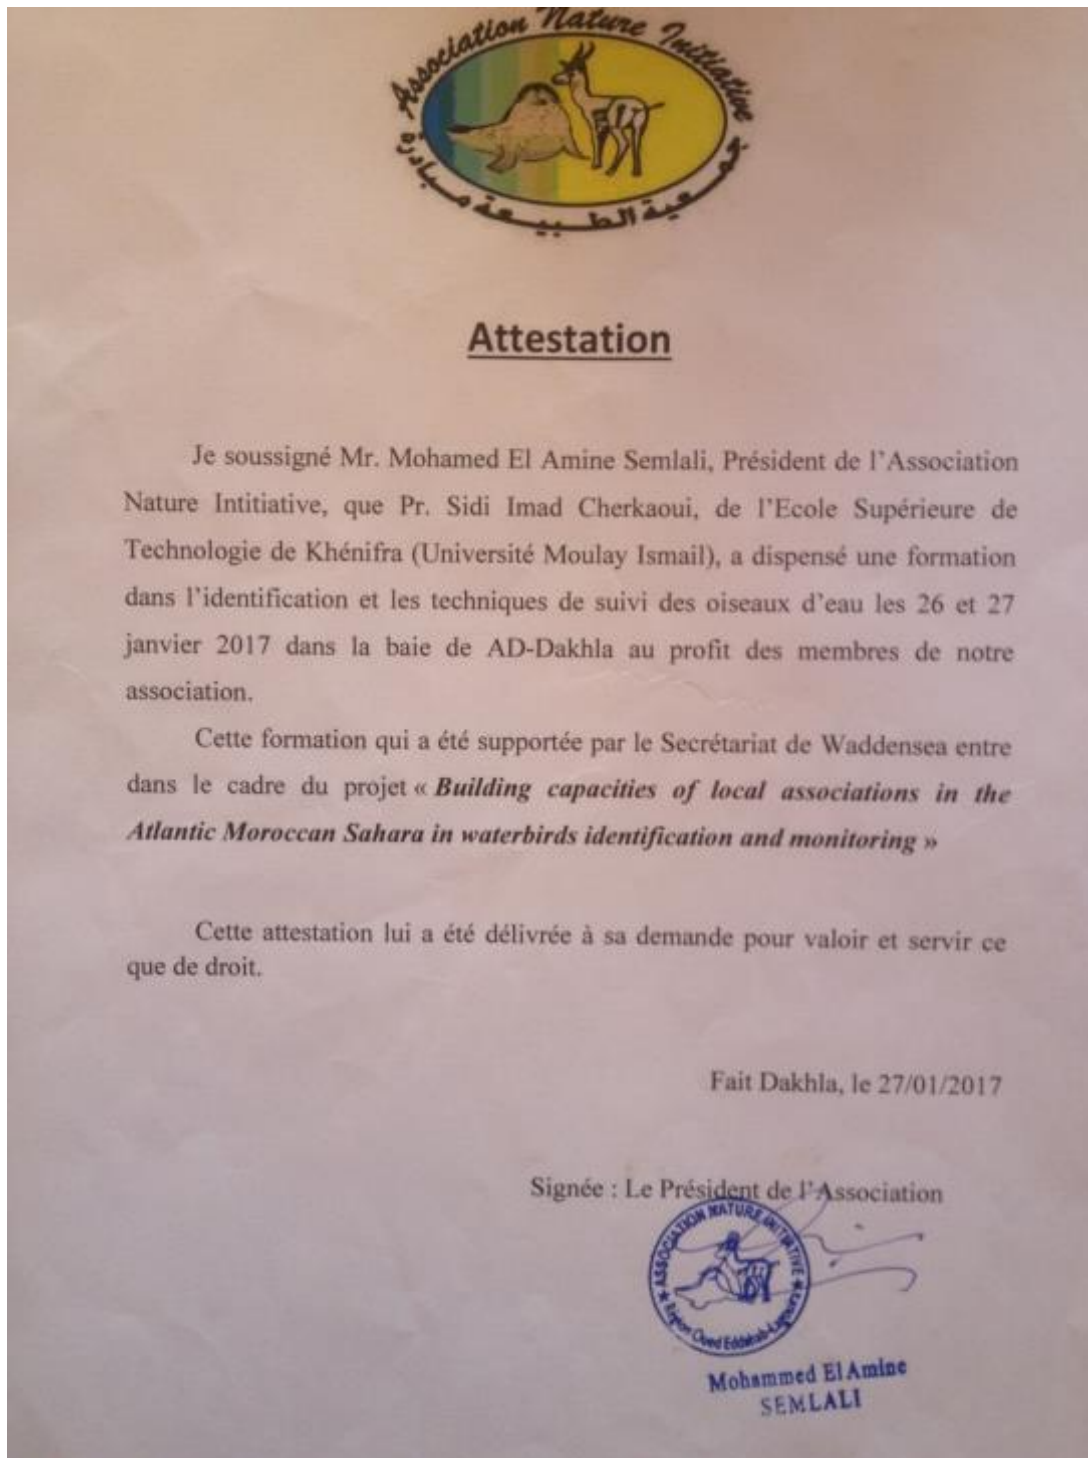 Association Nature Initiative
جمعية الطبيعة مبادرة
Attestation
Je soussigné Mr. Mohamed El Amine Semlali, Président de l'Association
Nature Intitiative, que Pr. Sidi Imad Cherkaoui, de l'Ecole Supérieure de
Technologie de Khénifra (Université Moulay Ismail), a dispensé une formation
dans l'identification et les techniques de suivi des oiseaux d'eau les 26 et 27
janvier 2017 dans la baie de AD-Dakhla au profit des membres de notre
association.
Cette formation qui a été supportée par le Secrétariat de Waddensea entre
dans le cadre du projet « Building capacities of local associations in the
Atlantic Moroccan Sahara in waterbirds identification and monitoring »
Cette attestation lui a été délivrée à sa demande pour valoir et servir ce
que de droit.
Fait Dakhla, le 27/01/2017
Signée : Le Président de l'Association
ASSOCIATION NATURE INITIATIVE
Région Oued Eddahab-Lagouira
Mohammed El Amine
SEMLALI